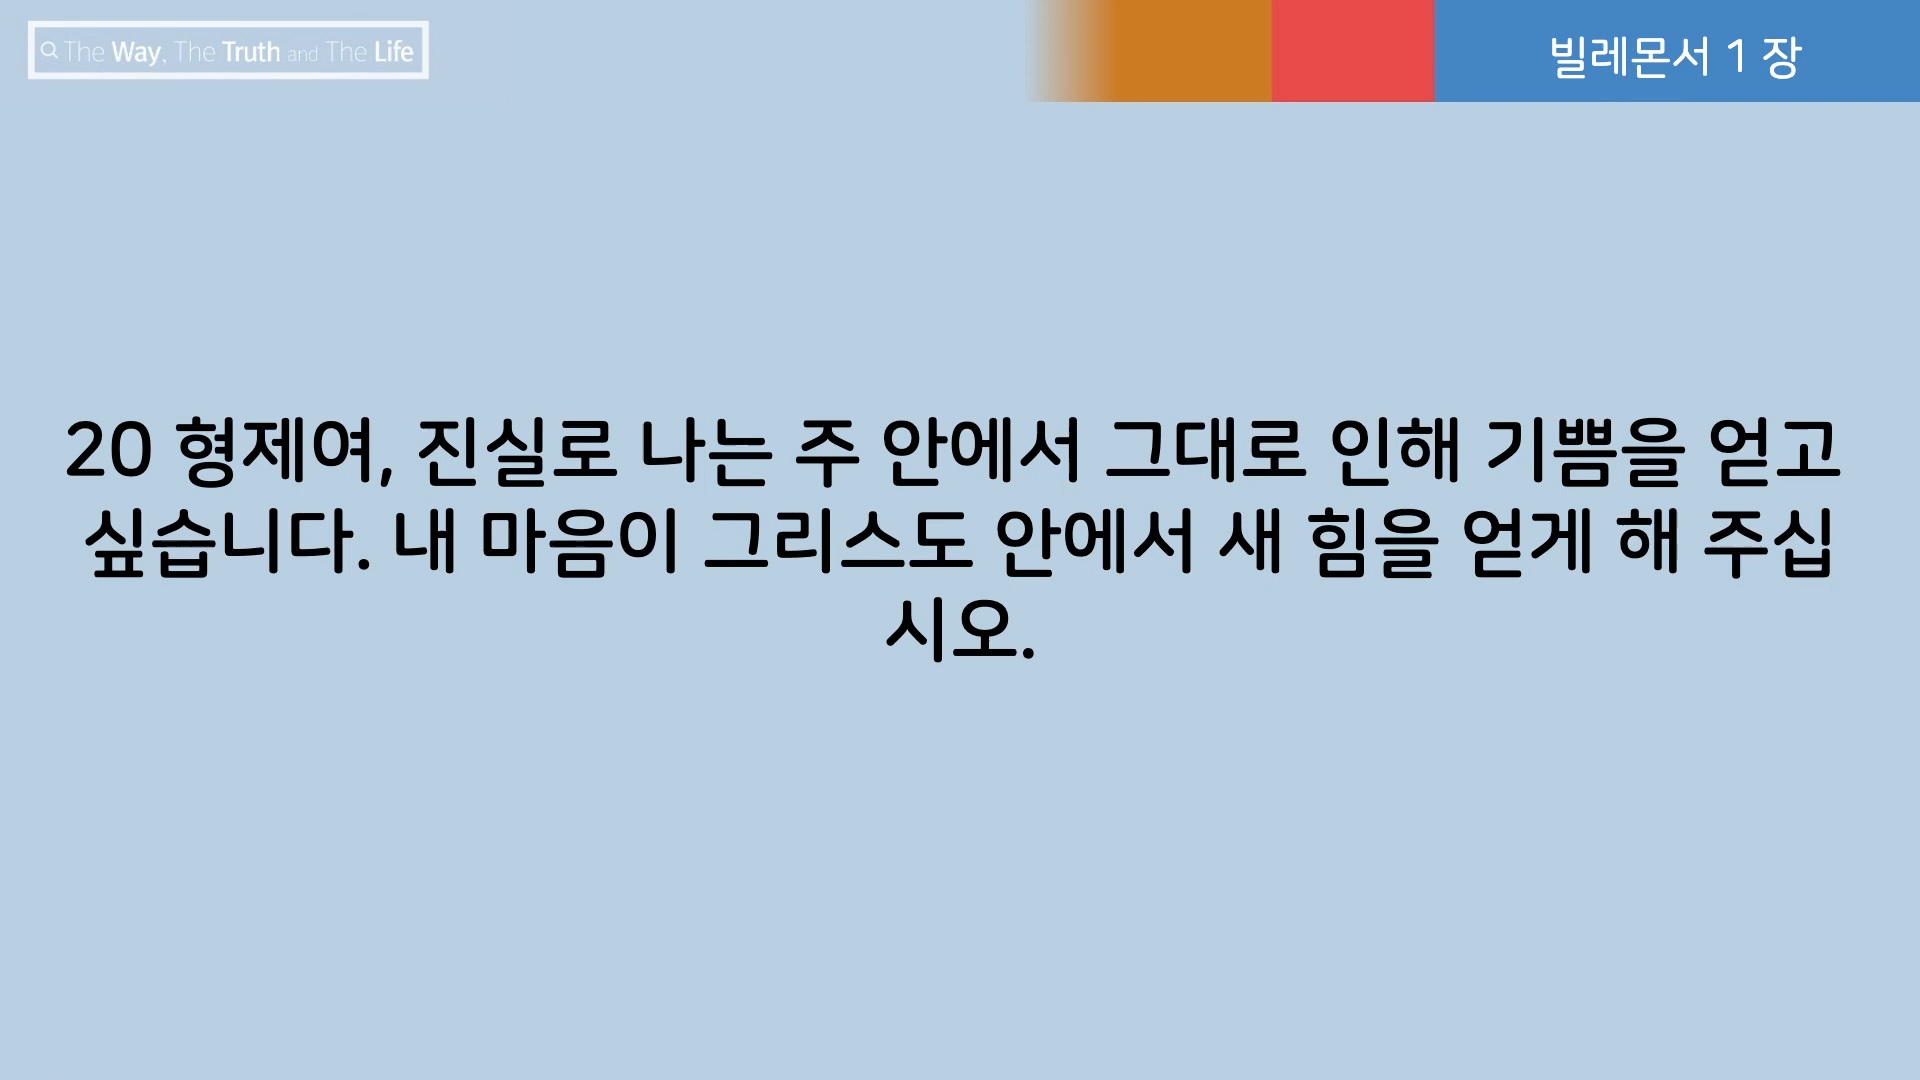 The Way, The Truth and The Life
빌레몬서 1 장
20 형제여, 진실로 나는 주 안에서 그대로 인해 기쁨을 얻고
싶습니다. 내 마음이 그리스도 안에서 새 힘을 얻게 해 주십
시오.